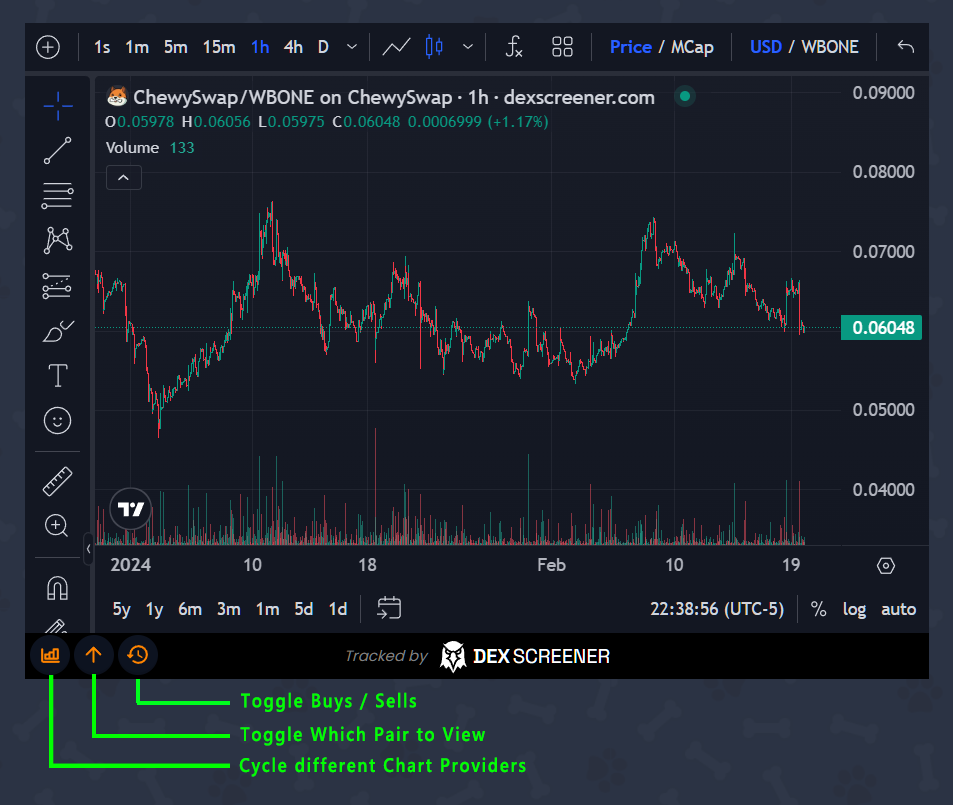 1s 1m 5m 15m 1h 4h D Price / MCap USD / WBONE
ChewySwap/WBONE on ChewySwap · 1h · dexscreener.com
O0.05978 H0.06056 L0.05975 C0.06048 0.0006999 (+1.17%)
Volume 133
0.09000
0.08000
0.07000
0.06048
0.05000
0.04000
2024 10 18 Feb 10 19
5y 1y 6m 3m 1m 5d 1d 22:38:56 (UTC-5) % log auto
Tracked by DEX SCREENER
Toggle Buys / Sells
Toggle Which Pair to View
Cycle different Chart Providers